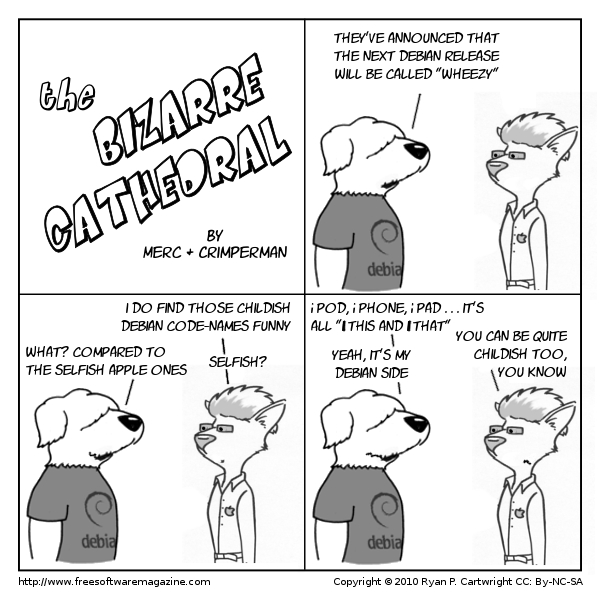 the
BIZARRE
CATHEDRAL
BY
MERC + CRIMPERMAN
THEY'VE ANNOUNCED THAT
THE NEXT DEBIAN RELEASE
WILL BE CALLED "WHEEZY"
debia
I DO FIND THOSE CHILDISH
DEBIAN CODE-NAMES FUNNY
WHAT? COMPARED TO
THE SELFISH APPLE ONES
SELFISH?
debia
iPOD, iPHONE, iPAD ... IT'S
ALL "I THIS AND I THAT"
YOU CAN BE QUITE
CHILDISH TOO,
YOU KNOW
YEAH, IT'S MY
DEBIAN SIDE
debia
http://www.freesoftwaremagazine.com
Copyright © 2010 Ryan P. Cartwright CC: By-NC-SA